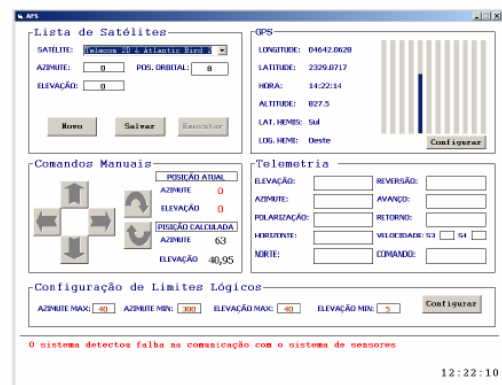 APS
Lista de Satélites
SATÉLITE: Telecom 2D & Atlantic Bird 2
AZIMUTE: 0 POS. ORBITAL: 8
ELEVAÇÃO: 0
Novo Salvar Executar
GPS
LONGITUDE: 04642.0628
LATITUDE: 2329.0717
HORA: 14:22:14
ALTITUDE: 827.5
LAT. HEMIS: Sul
LOG. HEMI: Oeste
Configurar
Comandos Manuais
POSIÇÃO ATUAL
AZIMUTE 0
ELEVAÇÃO 0
PISIÇÃO CALCULADA
AZIMUTE 63
ELEVAÇÃO 40,95
Telemetria
ELEVAÇÃO: REVERSÃO:
AZIMUTE: AVANÇO:
POLARIZAÇÃO: RETORNO:
HORIZONTE: VELOCIDADE: S3 S4
NORTE: COMANDO:
Configuração de Limites Lógicos
AZIMUTE MAX: 40 AZIMUTE MIN: 300 ELEVAÇÃO MAX: 40 ELEVAÇÃO MIN: 5 Configurar
O sistema detectou falha na comunicação com o sistema de sensores
12:22:10